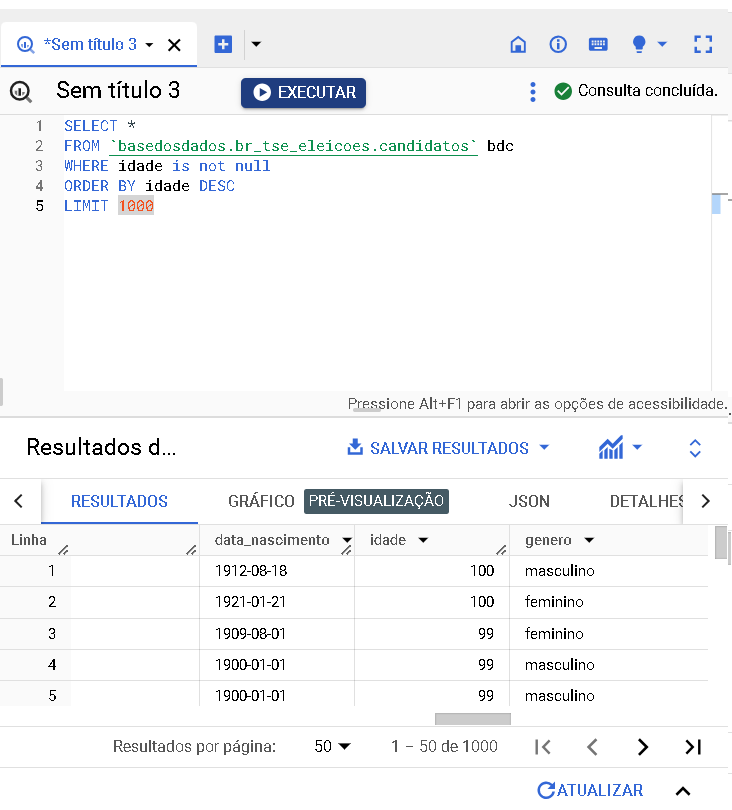 *Sem título 3
Sem título 3
EXECUTAR
Consulta concluída.
1 SELECT *
2 FROM `basedosdados.br_tse_eleicoes.candidatos` bdc
3 WHERE idade is not null
4 ORDER BY idade DESC
5 LIMIT 1000
Pressione Alt+F1 para abrir as opções de acessibilidade.
Resultados d...
SALVAR RESULTADOS
RESULTADOS GRÁFICO PRÉ-VISUALIZAÇÃO JSON DETALHES
Linha data_nascimento idade genero
1 1912-08-18 100 masculino
2 1921-01-21 100 feminino
3 1909-08-01 99 feminino
4 1900-01-01 99 masculino
5 1900-01-01 99 masculino
Resultados por página: 50 1 – 50 de 1000
ATUALIZAR